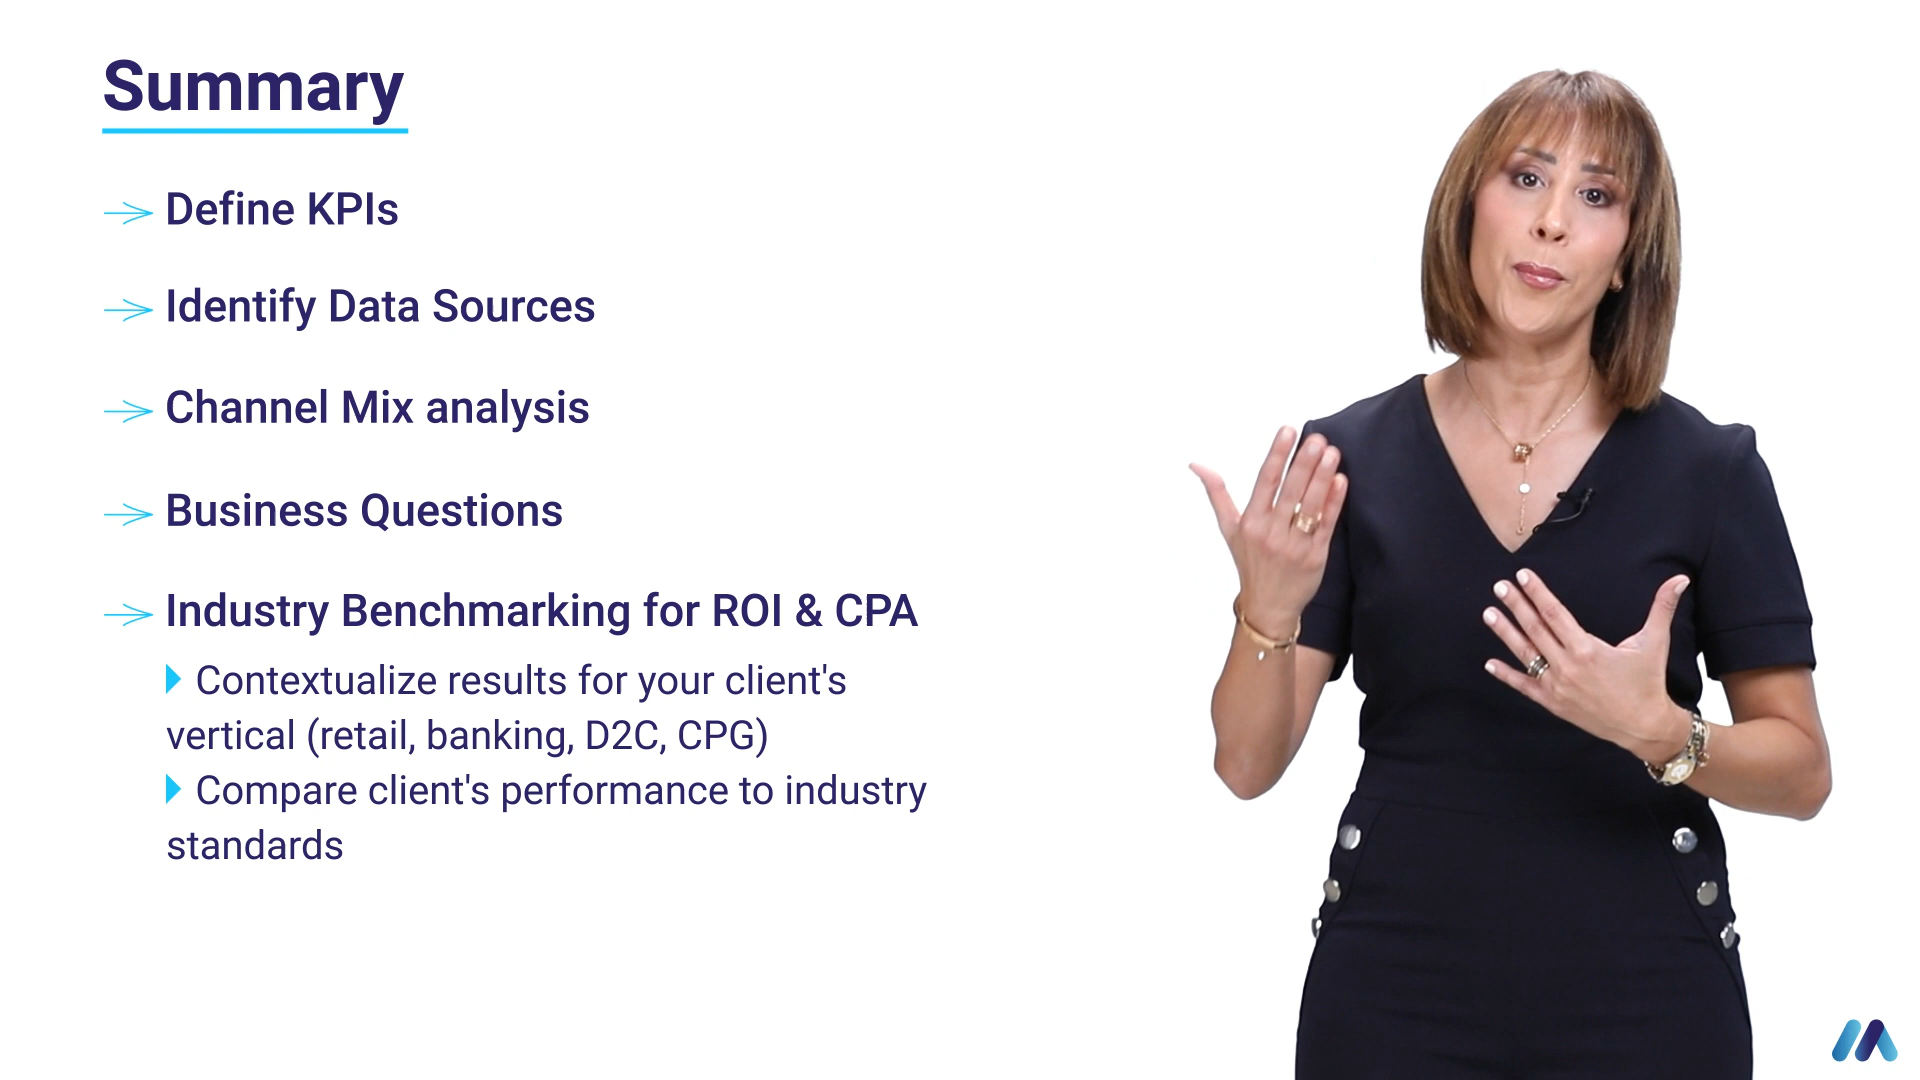 Summary
Define KPIs
Identify Data Sources
Channel Mix analysis
Business Questions
Industry Benchmarking for ROI & CPA
Contextualize results for your client's
vertical (retail, banking, D2C, CPG)
Compare client's performance to industry
standards